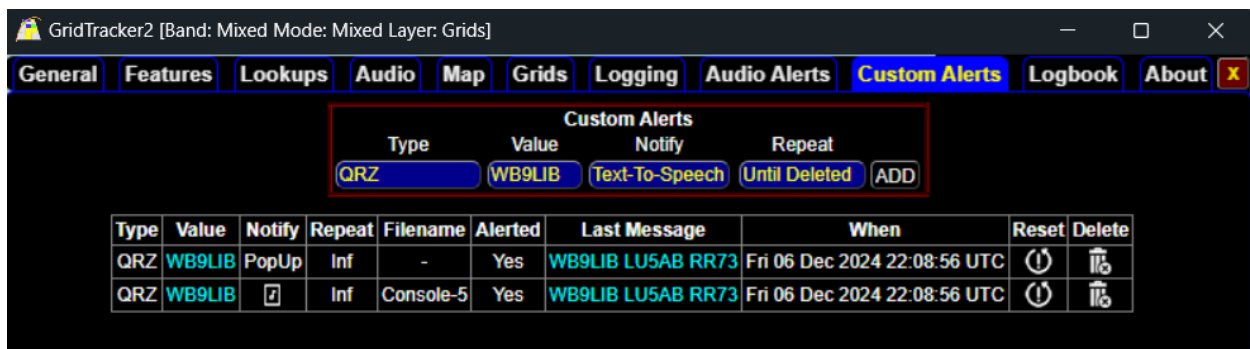 GridTracker2 [Band: Mixed Mode: Mixed Layer: Grids]
General Features Lookups Audio Map Grids Logging Audio Alerts Custom Alerts Logbook About X
Custom Alerts
Type Value Notify Repeat
QRZ WB9LIB Text-To-Speech Until Deleted ADD
Type Value Notify Repeat Filename Alerted Last Message When Reset Delete
QRZ WB9LIB PopUp Inf - Yes WB9LIB LU5AB RR73 Fri 06 Dec 2024 22:08:56 UTC
QRZ WB9LIB Inf Console-5 Yes WB9LIB LU5AB RR73 Fri 06 Dec 2024 22:08:56 UTC